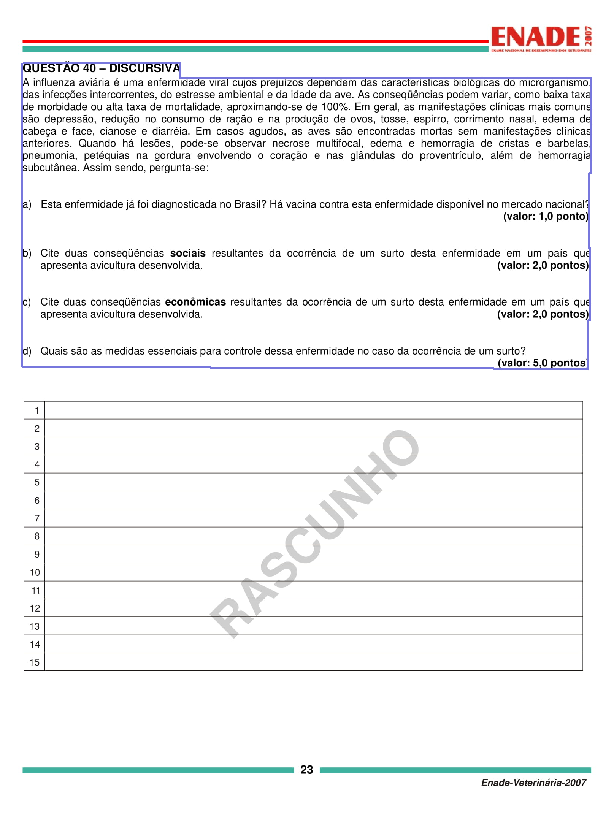 ENADE 2007
EXAME NACIONAL DE DESEMPENHO DOS ESTUDANTES
QUESTÃO 40 – DISCURSIVA
A influenza aviária é uma enfermidade viral cujos prejuízos dependem das características biológicas do microrganismo,
das infecções intercorrentes, do estresse ambiental e da idade da ave. As conseqüências podem variar, como baixa taxa
de morbidade ou alta taxa de mortalidade, aproximando-se de 100%. Em geral, as manifestações clínicas mais comuns
são depressão, redução no consumo de ração e na produção de ovos, tosse, espirro, corrimento nasal, edema de
cabeça e face, cianose e diarréia. Em casos agudos, as aves são encontradas mortas sem manifestações clínicas
anteriores. Quando há lesões, pode-se observar necrose multifocal, edema e hemorragia de cristas e barbelas,
pneumonia, petéquias na gordura envolvendo o coração e nas glândulas do proventrículo, além de hemorragia
subcutânea. Assim sendo, pergunta-se:
a) Esta enfermidade já foi diagnosticada no Brasil? Há vacina contra esta enfermidade disponível no mercado nacional?
(valor: 1,0 ponto)
b) Cite duas conseqüências sociais resultantes da ocorrência de um surto desta enfermidade em um país que
apresenta avicultura desenvolvida. (valor: 2,0 pontos)
c) Cite duas conseqüências econômicas resultantes da ocorrência de um surto desta enfermidade em um país que
apresenta avicultura desenvolvida. (valor: 2,0 pontos)
d) Quais são as medidas essenciais para controle dessa enfermidade no caso da ocorrência de um surto?
(valor: 5,0 pontos)
1
2
3
4
5
6
7
8
9
10
11
12
13
14
15
RASCUNHO
23
Enade-Veterinária-2007